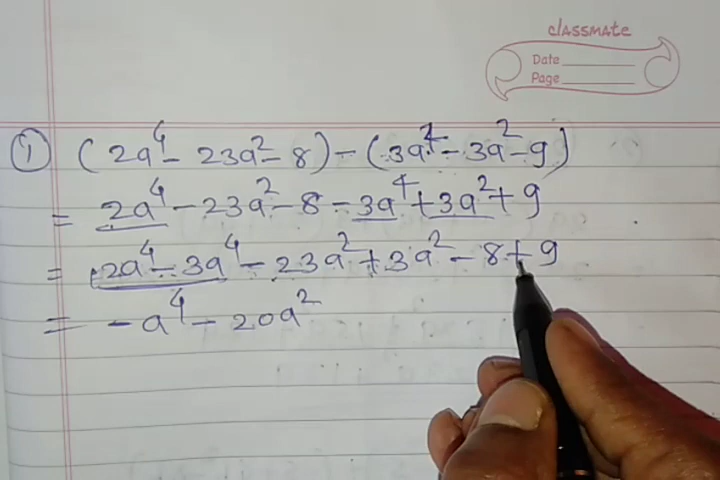 classmate
Date
Page
① (2a⁴ - 23a² - 8) - (3a⁴ - 3a² - 9)
= 2a⁴ - 23a² - 8 - 3a⁴ + 3a² + 9
= 2a⁴ - 3a⁴ - 23a² + 3a² - 8 + 9
= -a⁴ - 20a²